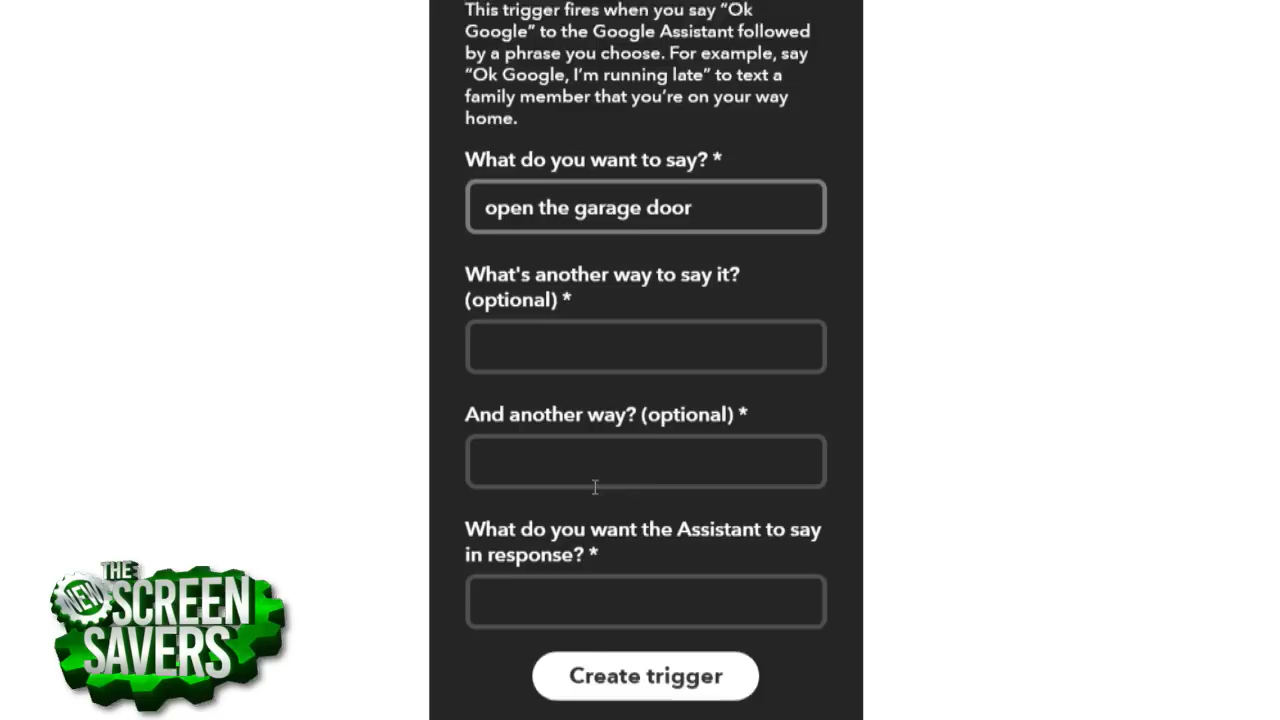 This trigger fires when you say “Ok
Google” to the Google Assistant followed
by a phrase you choose. For example, say
“Ok Google, I’m running late” to text a
family member that you’re on your way
home.
What do you want to say? *
open the garage door
What's another way to say it?
(optional) *
And another way? (optional) *
What do you want the Assistant to say
in response? *
Create trigger
THE
NEW
SCREEN
SAVERS